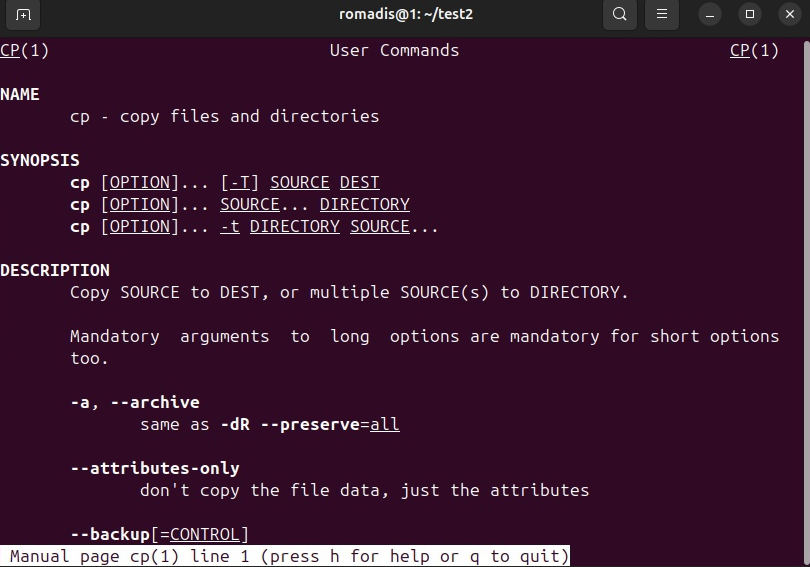 romadis@1: ~/test2
CP(1) User Commands CP(1)
NAME
cp - copy files and directories
SYNOPSIS
cp [OPTION]... [-T] SOURCE DEST
cp [OPTION]... SOURCE... DIRECTORY
cp [OPTION]... -t DIRECTORY SOURCE...
DESCRIPTION
Copy SOURCE to DEST, or multiple SOURCE(s) to DIRECTORY.
Mandatory arguments to long options are mandatory for short options
too.
-a, --archive
same as -dR --preserve=all
--attributes-only
don't copy the file data, just the attributes
--backup[=CONTROL]
Manual page cp(1) line 1 (press h for help or q to quit)